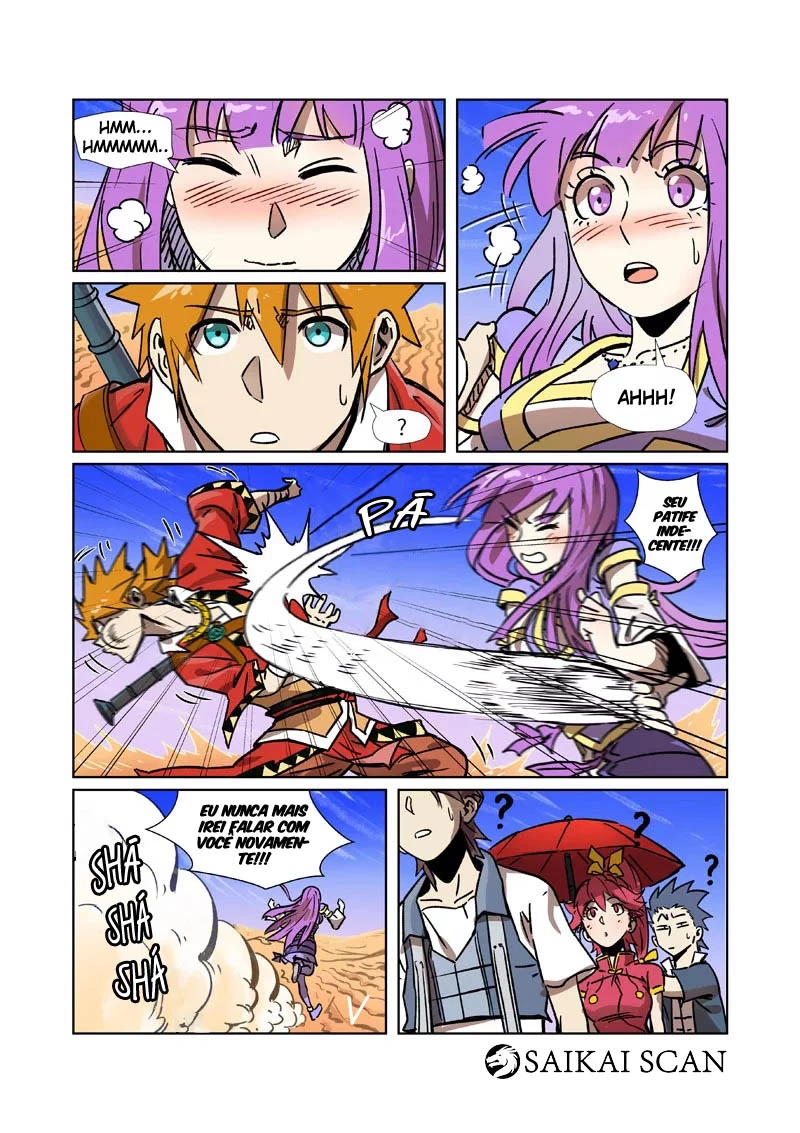 HMM...
HMMMMMM..
AHHH!
?
PÁ
SEU
PATIFE
INDE-
CENTE!!!
EU NUNCA MAIS
IREI FALAR COM
VOCÊ NOVAMEN-
TE!!!
SHÁ
SHÁ
SHÁ
?
?
?
SAIKAI SCAN